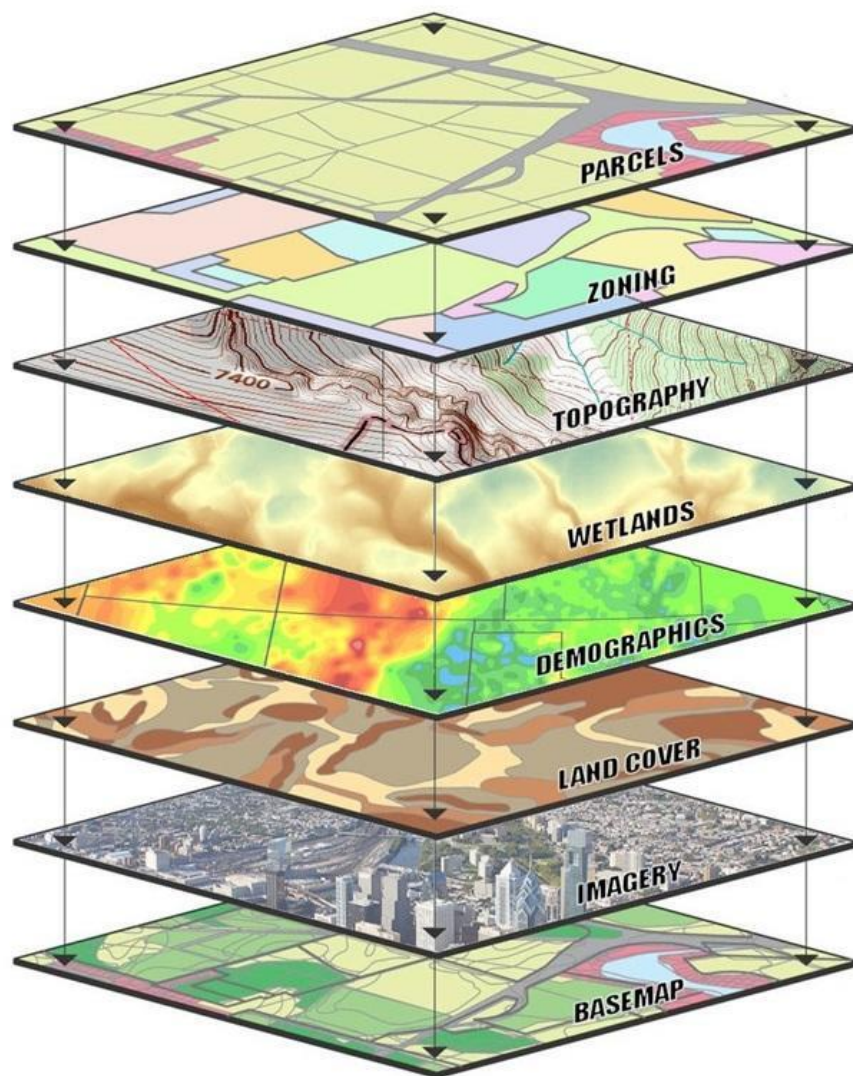 PARCELS
ZONING
7400
TOPOGRAPHY
WETLANDS
DEMOGRAPHICS
LAND COVER
IMAGERY
BASEMAP